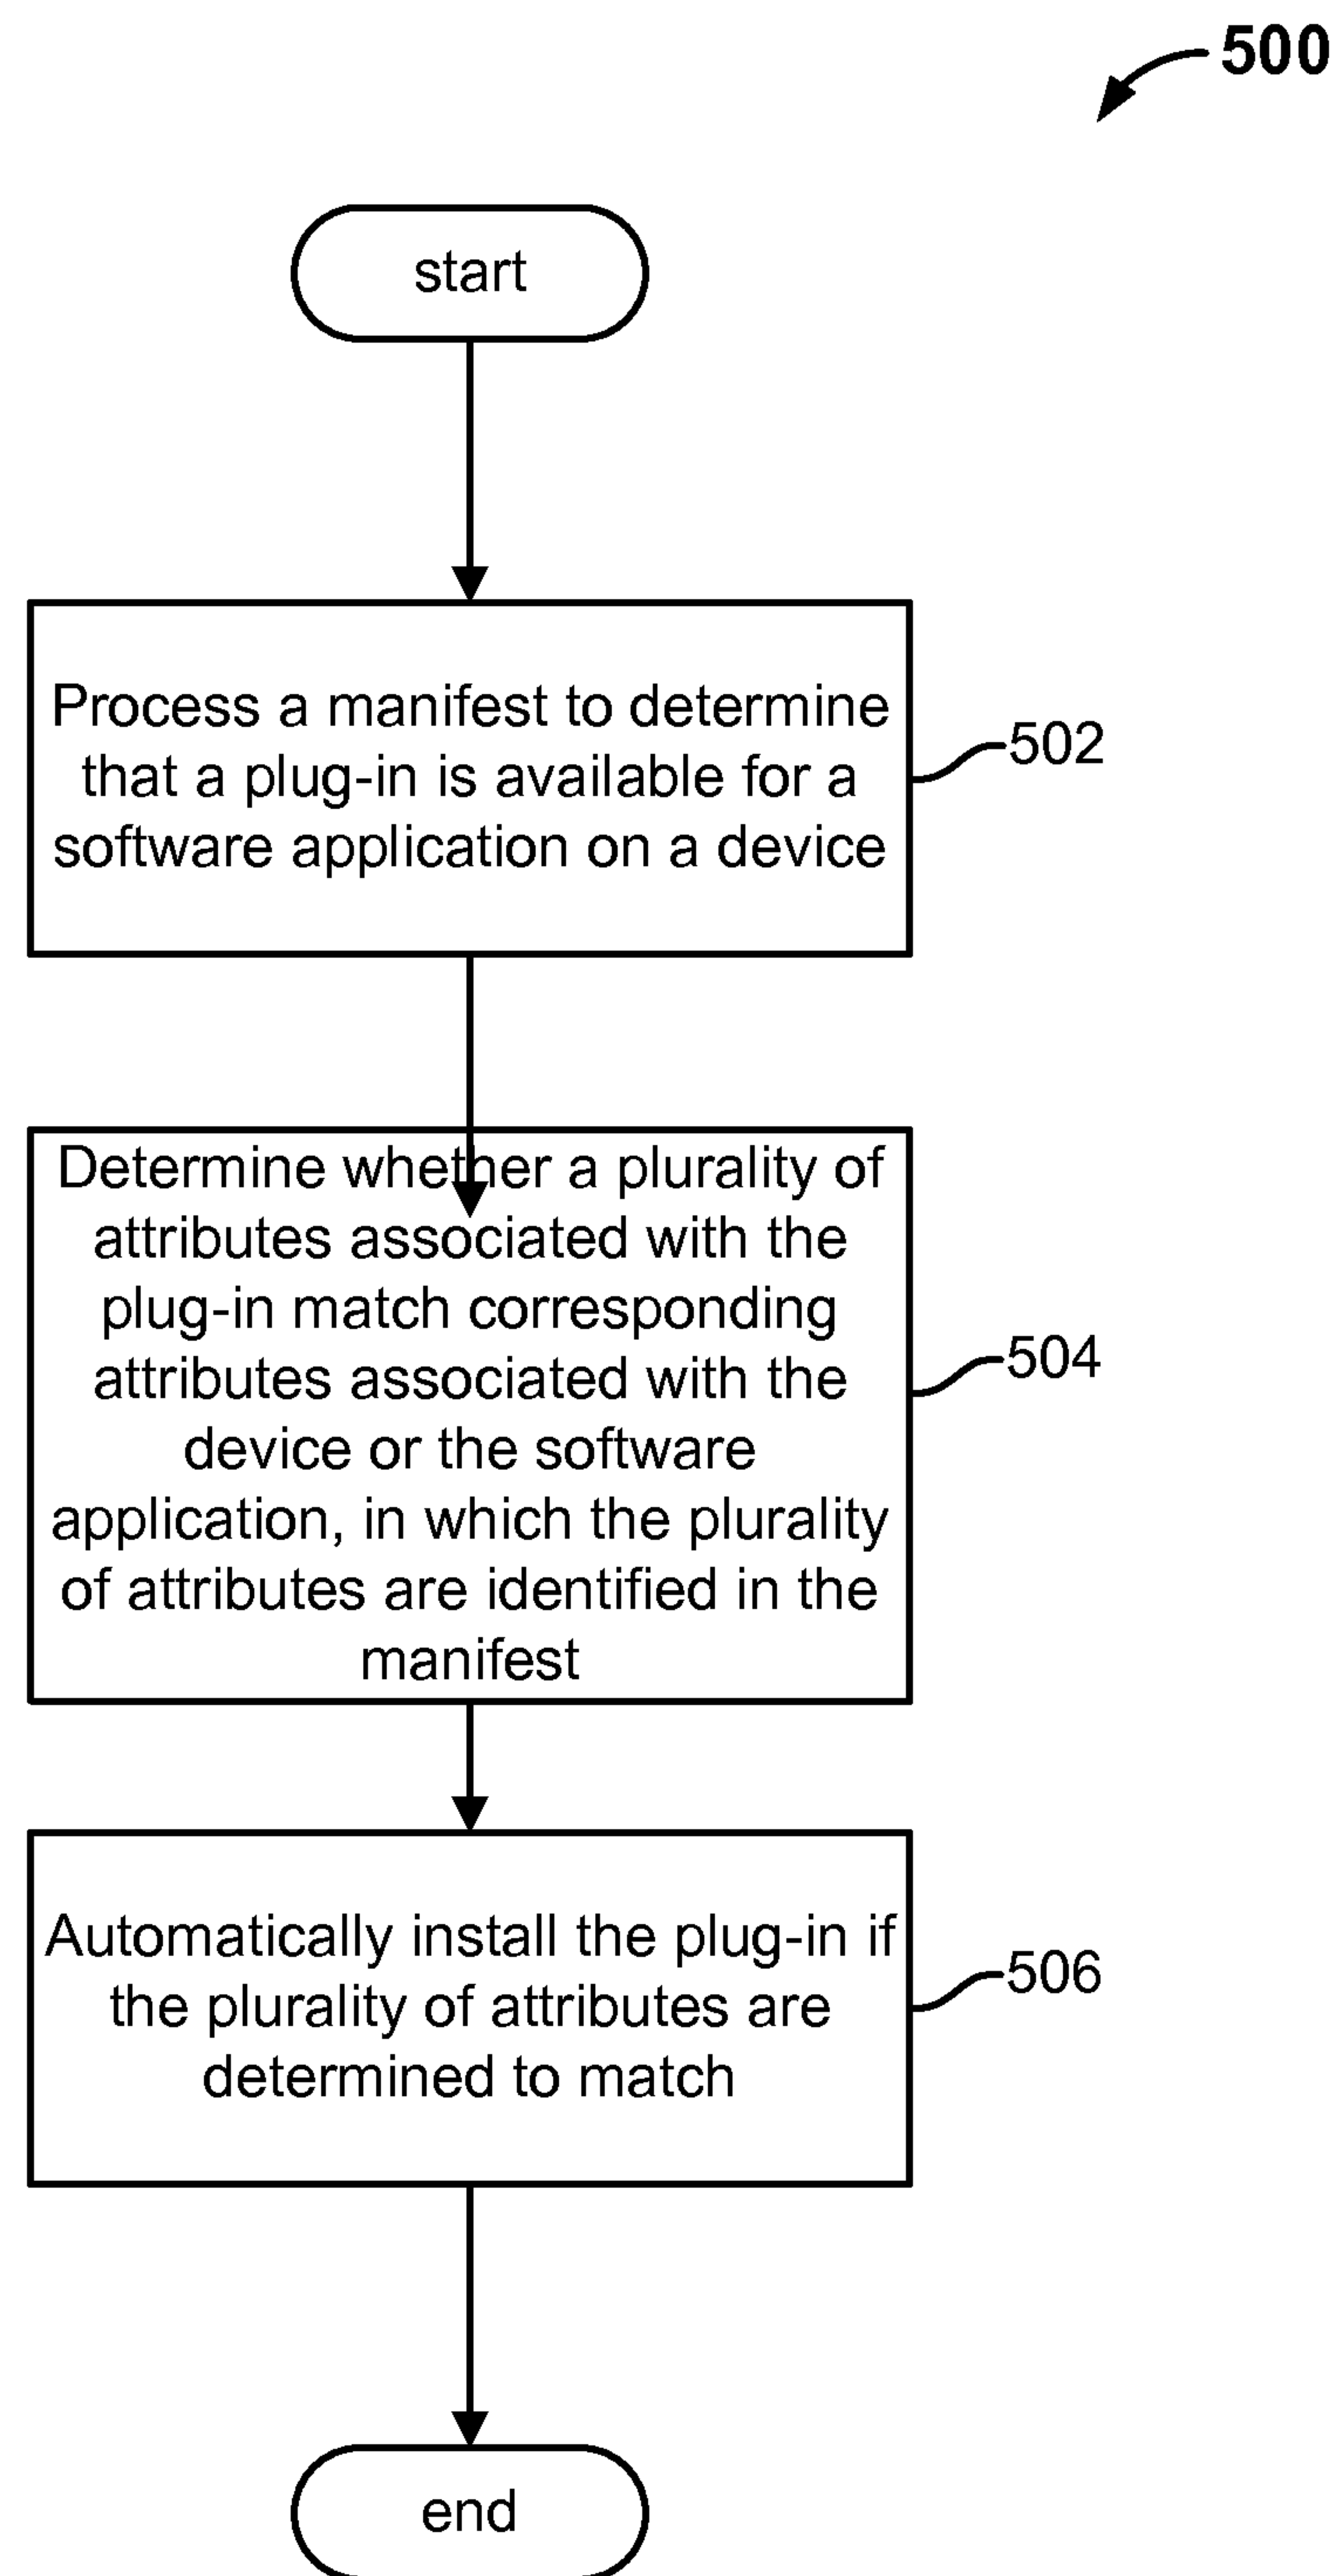 500
start
Process a manifest to determine
that a plug-in is available for a
software application on a device
502
Determine whether a plurality of
attributes associated with the
plug-in match corresponding
attributes associated with the
device or the software
application, in which the plurality
of attributes are identified in the
manifest
504
Automatically install the plug-in if
the plurality of attributes are
determined to match
506
end